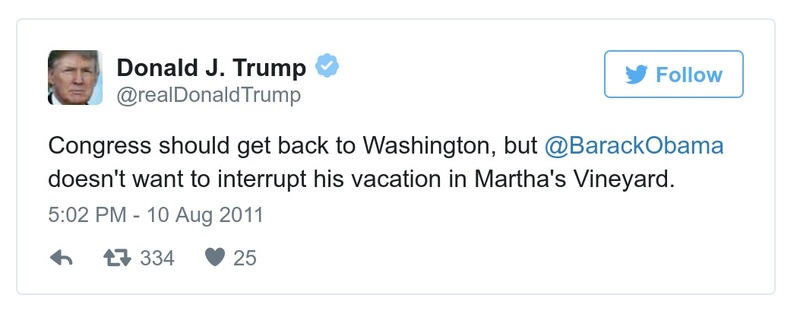 Donald J. Trump
@realDonaldTrump
Follow
Congress should get back to Washington, but @BarackObama
doesn't want to interrupt his vacation in Martha's Vineyard.
5:02 PM - 10 Aug 2011
334 25